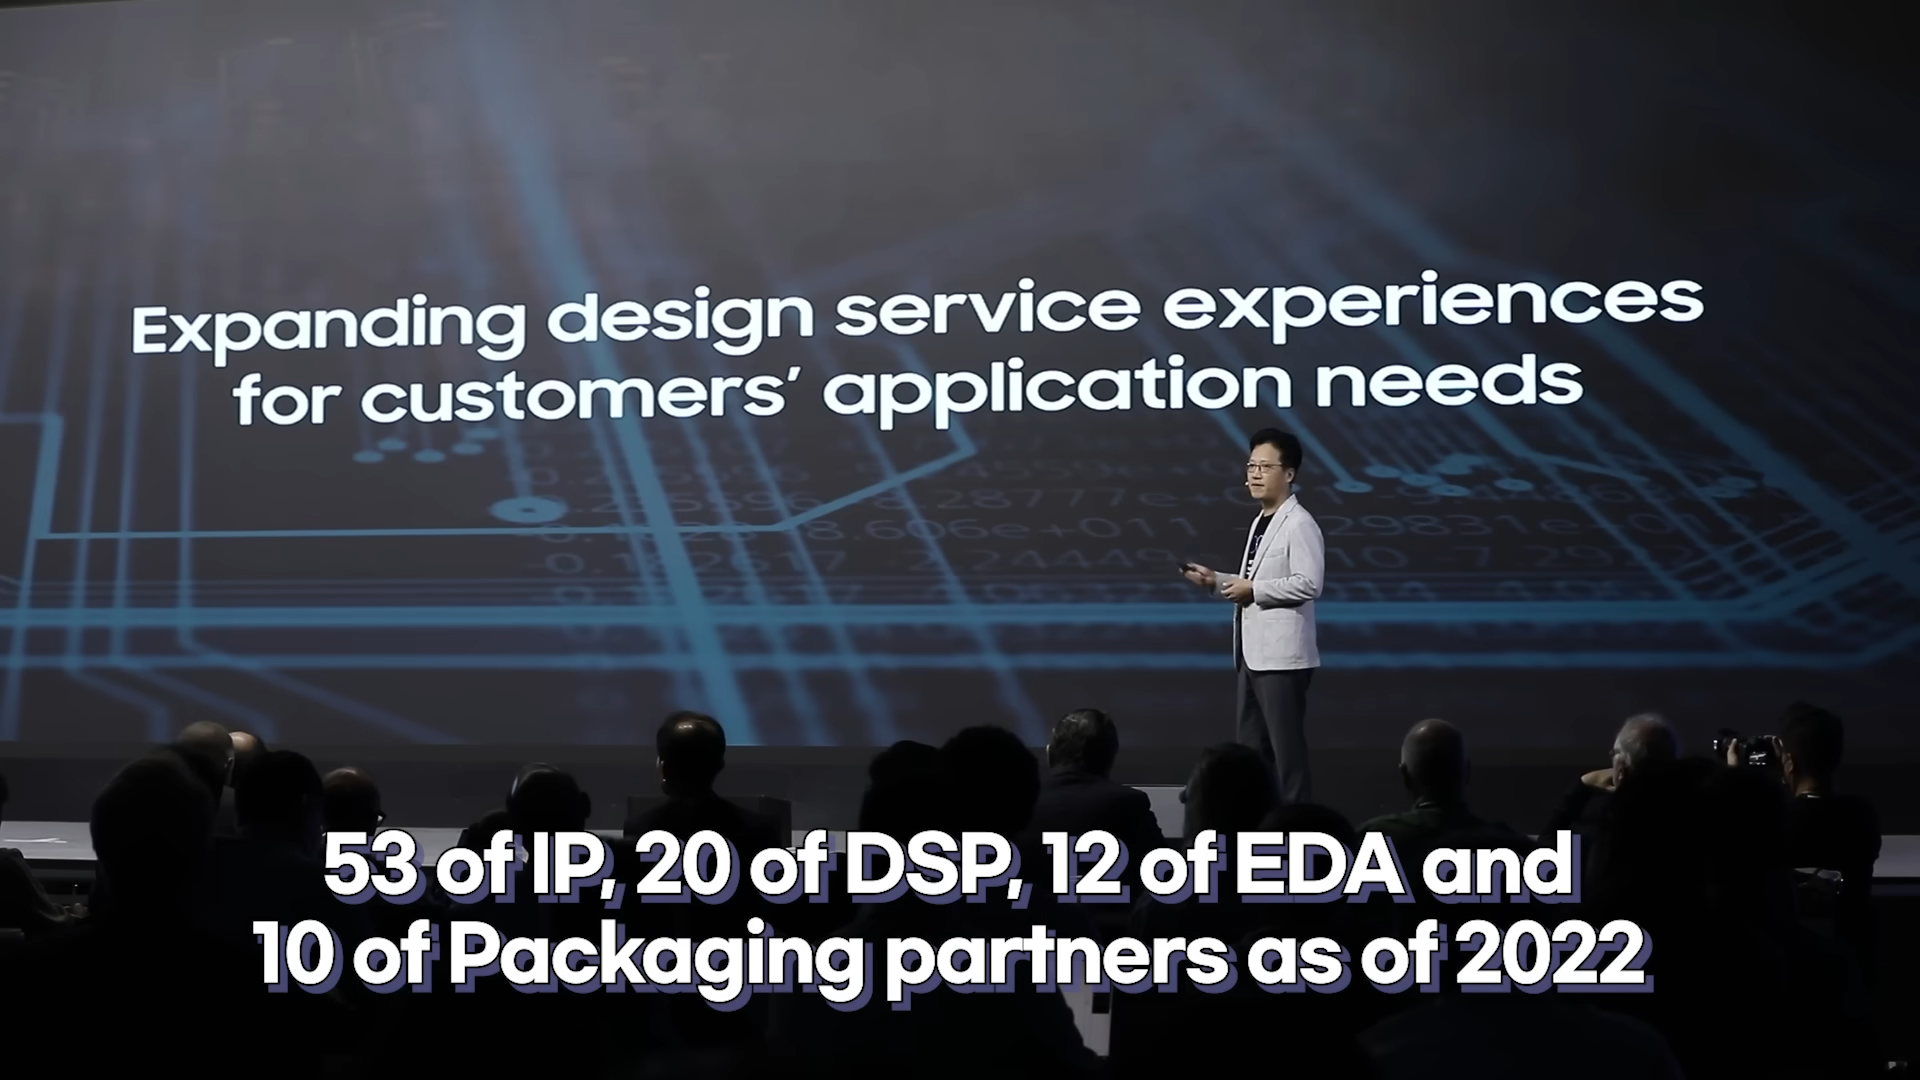 Expanding design service experiences
for customers’ application needs
53 of IP, 20 of DSP, 12 of EDA and
10 of Packaging partners as of 2022